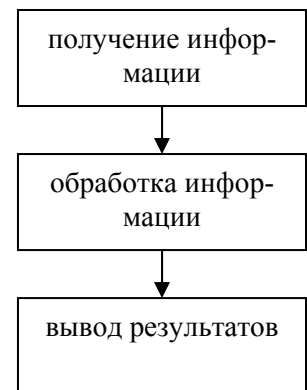 получение инфор-
мации
обработка инфор-
мации
вывод результатов